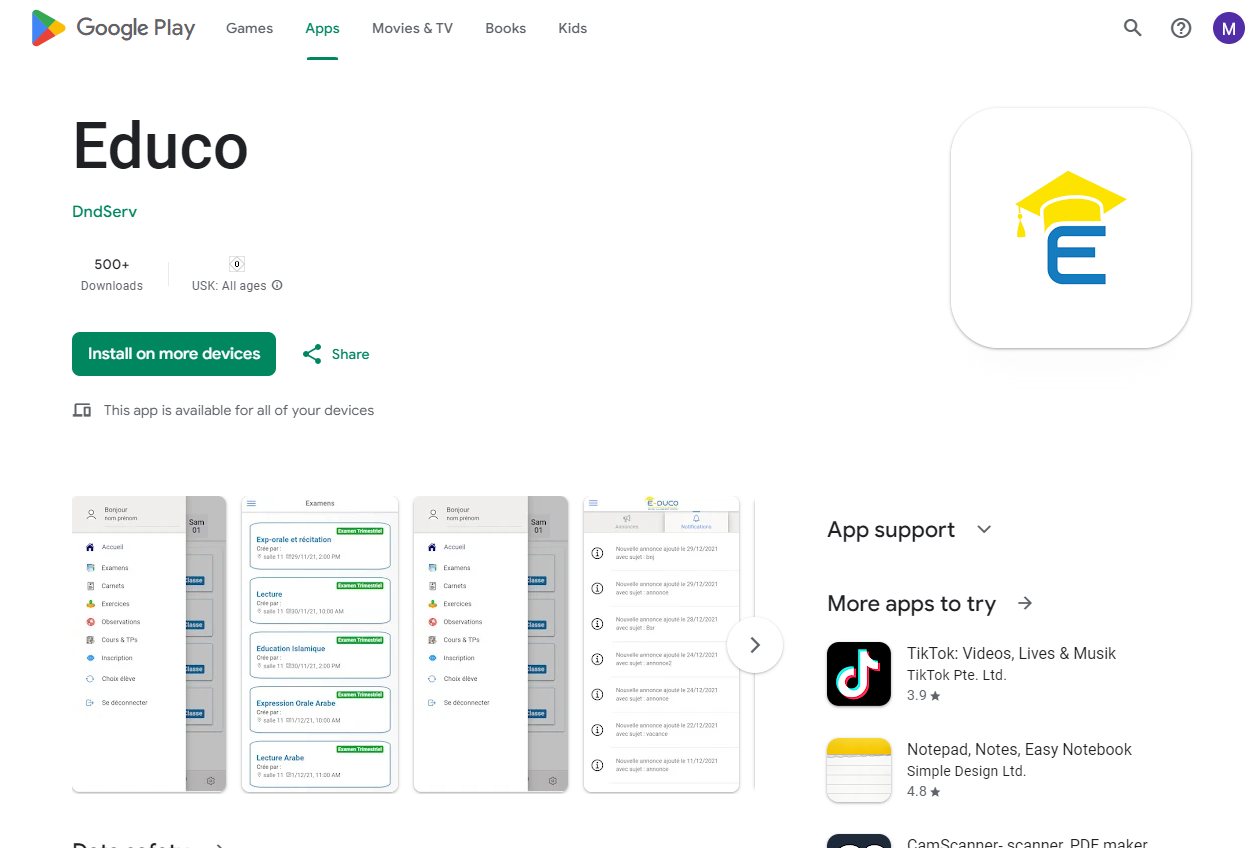 Google Play
Games
Apps
Movies & TV
Books
Kids
M
Educo
DndServ
500+
Downloads
0
USK: All ages
Install on more devices
Share
This app is available for all of your devices
Bonjour
nom prénom
Accueil
Examens
Carnets
Exercices
Observations
Cours & TPs
Inscription
Choix élève
Se déconnecter
Sam
01
Classe
Classe
Classe
Classe
Examens
Examen Trimestriel
Exp-orale et récitation
Crée par :
salle 11 29/11/21, 2:00 PM
Examen Trimestriel
Lecture
Crée par :
salle 11 30/11/21, 10:00 AM
Examen Trimestriel
Education Islamique
Crée par :
salle 11 30/11/21, 2:00 PM
Examen Trimestriel
Expression Orale Arabe
Crée par :
salle 11 1/12/21, 10:00 AM
Examen Trimestriel
Lecture Arabe
Crée par :
salle 11 1/12/21, 11:00 AM
Bonjour
nom prénom
Accueil
Examens
Carnets
Exercices
Observations
Cours & TPs
Inscription
Choix élève
Se déconnecter
Sam
01
Classe
Classe
Classe
Classe
E-DUCO
Annonces
Notifications
Nouvelle annonce ajouté le 29/12/2021
avec sujet : bmj
Nouvelle annonce ajouté le 29/12/2021
avec sujet : annonce
Nouvelle annonce ajouté le 28/12/2021
avec sujet : Bsr
Nouvelle annonce ajouté le 24/12/2021
avec sujet : annonce2
Nouvelle annonce ajouté le 24/12/2021
avec sujet : annonce
Nouvelle annonce ajouté le 22/12/2021
avec sujet : vacance
Nouvelle annonce ajouté le 11/12/2021
avec sujet : annonce
App support
More apps to try
TikTok: Videos, Lives & Musik
TikTok Pte. Ltd.
3.9
Notepad, Notes, Easy Notebook
Simple Design Ltd.
4.8
CamScanner- scanner, PDF maker
Data safety